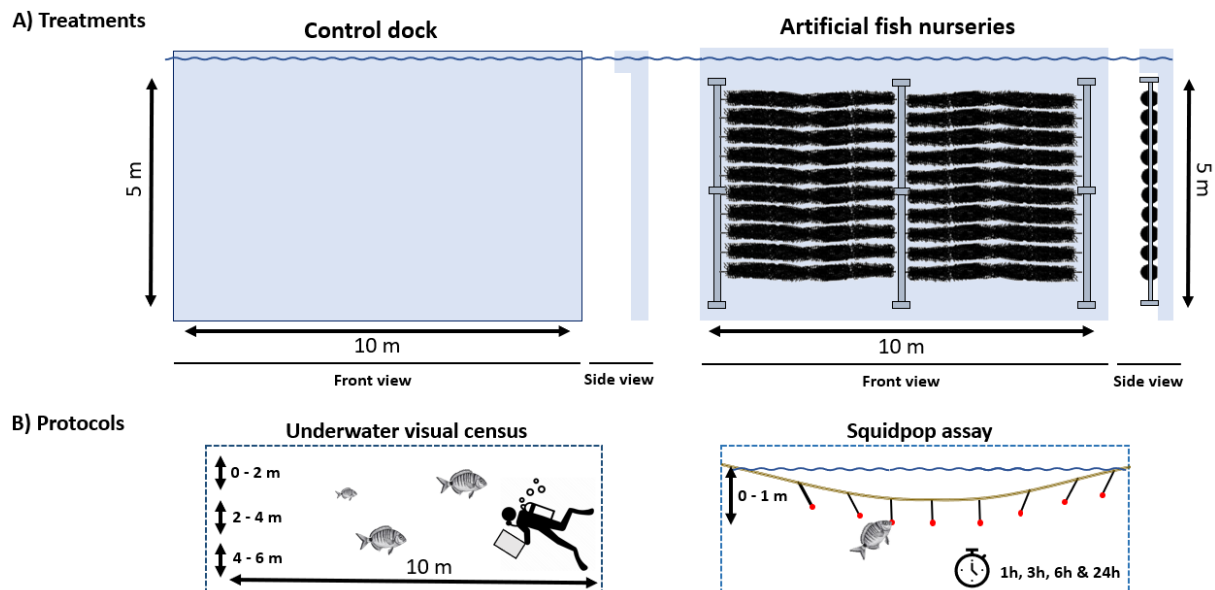 A) Treatments
Control dock
Artificial fish nurseries
5 m
5 m
10 m
10 m
Front view
Side view
Front view
Side view
B) Protocols
Underwater visual census
Squidpop assay
0 - 2 m
2 - 4 m
4 - 6 m
10 m
0 - 1 m
1h, 3h, 6h & 24h